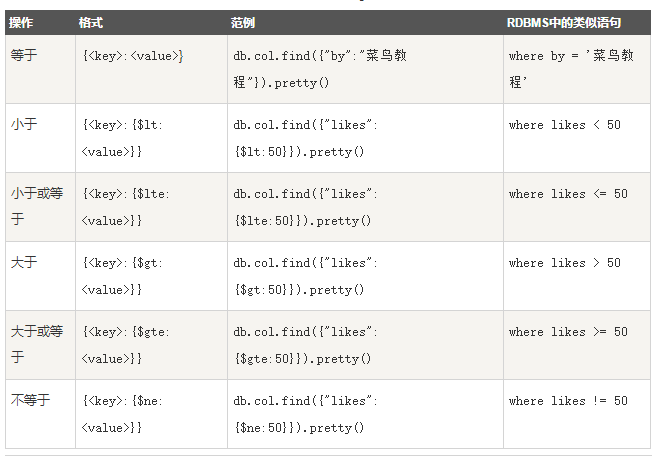 操作 格式 范例 RDBMS中的类似语句
等于 {<key>:<value>} db.col.find({"by":"菜鸟教 where by = '菜鸟教
程"}).pretty() 程'
小于 {<key>:{$lt: db.col.find({"likes": where likes < 50
<value>}} {$lt:50}}).pretty()
小于或等 {<key>:{$lte: db.col.find({"likes": where likes <= 50
于 <value>}} {$lte:50}}).pretty()
大于 {<key>:{$gt: db.col.find({"likes": where likes > 50
<value>}} {$gt:50}}).pretty()
大于或等 {<key>:{$gte: db.col.find({"likes": where likes >= 50
于 <value>}} {$gte:50}}).pretty()
不等于 {<key>:{$ne: db.col.find({"likes": where likes != 50
<value>}} {$ne:50}}).pretty()